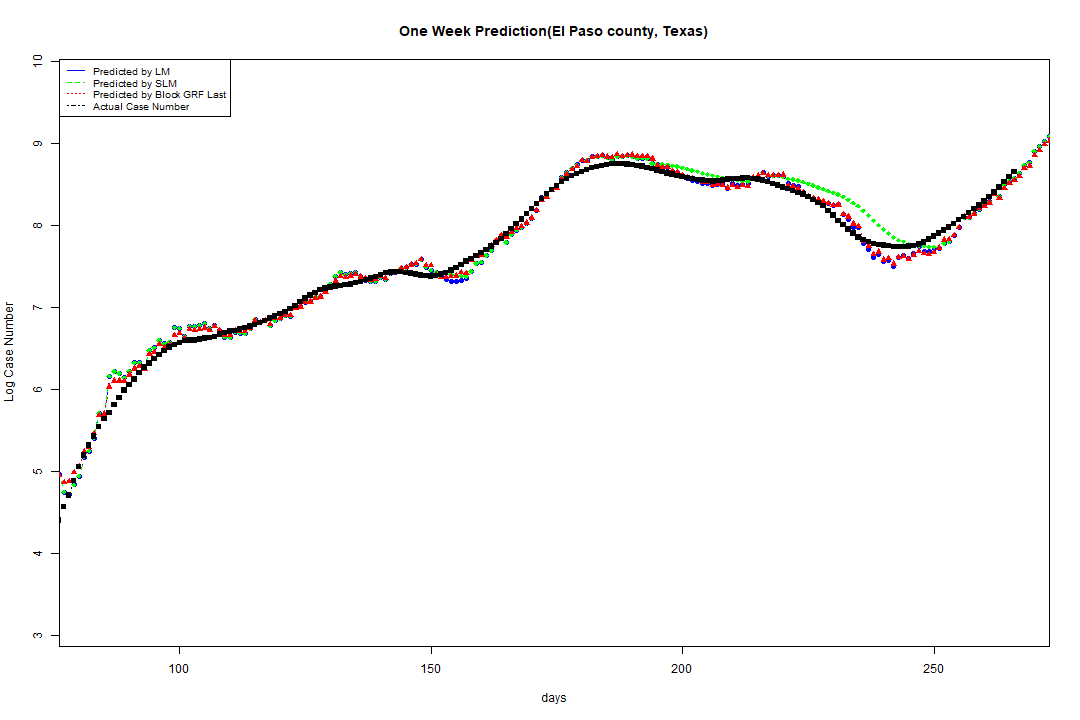 One Week Prediction(El Paso county, Texas)
Predicted by LM
Predicted by SLM
Predicted by Block GRF Last
Actual Case Number
10
9
8
7
6
5
4
3
Log Case Number
100
150
200
250
days